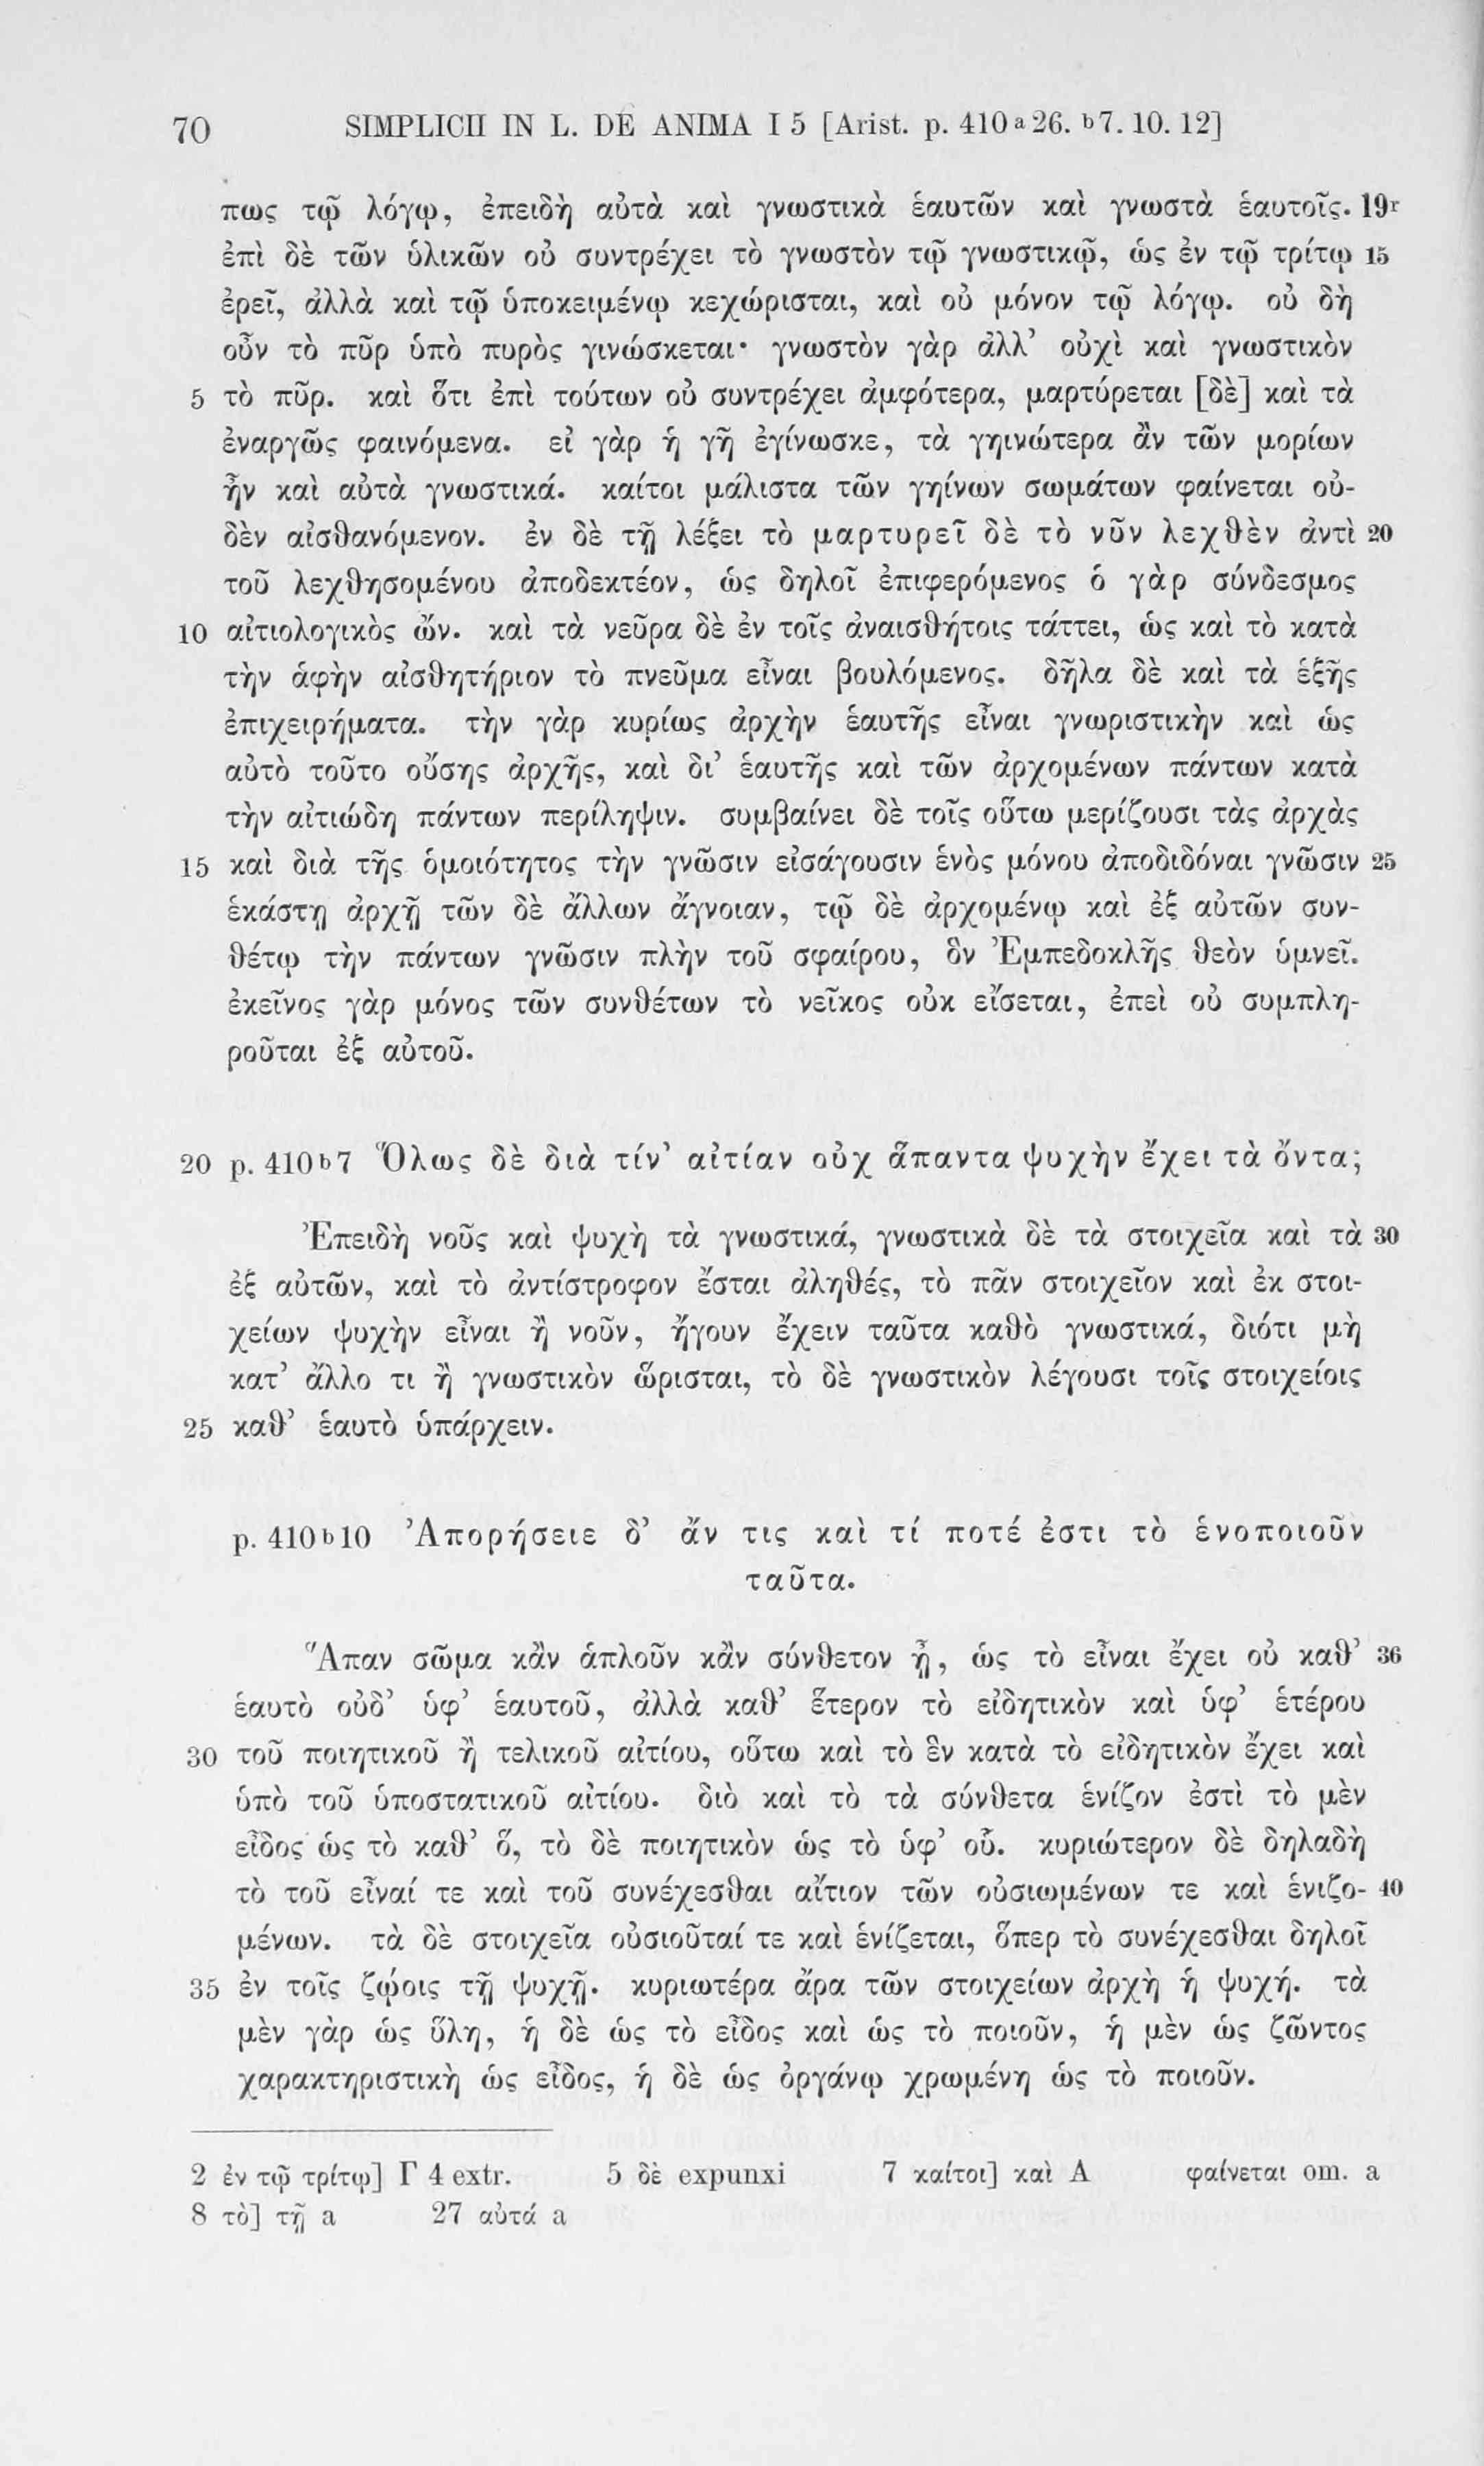 70 SIMPLICII IN L. DE ANIMA I 5 [Arist. p. 410 a 26. b 7. 10. 12]
πως τῷ λόγῳ, ἐπειδὴ αὐτὰ καὶ γνωστικὰ ἑαυτῶν καὶ γνωστὰ ἑαυτοῖς. 19r
ἐπὶ δὲ τῶν ὑλικῶν οὐ συντρέχει τὸ γνωστὸν τῷ γνωστικῷ, ὡς ἐν τῷ τρίτῳ 15
ἐρεῖ, ἀλλὰ καὶ τῷ ὑποκειμένῳ κεχώρισται, καὶ οὐ μόνον τῷ λόγῳ. οὐ δὴ
οὖν τὸ πῦρ ὑπὸ πυρὸς γινώσκεται· γνωστὸν γὰρ ἀλλ’ οὐχὶ καὶ γνωστικὸν
5 τὸ πῦρ. καὶ ὅτι ἐπὶ τούτων οὐ συντρέχει ἀμφότερα, μαρτύρεται [δὲ] καὶ τὰ
ἐναργῶς φαινόμενα. εἰ γὰρ ἡ γῆ ἐγίνωσκε, τὰ γηινώτερα ἂν τῶν μορίων
ἦν καὶ αὐτὰ γνωστικά. καίτοι μάλιστα τῶν γηίνων σωμάτων φαίνεται οὐ-
δὲν αἰσθανόμενον. ἐν δὲ τῇ λέξει τὸ μαρτυρεῖ δὲ τὸ νῦν λεχθὲν ἀντὶ 20
τοῦ λεχθησομένου ἀποδεκτέον, ὡς δηλοῖ ἐπιφερόμενος ὁ γὰρ σύνδεσμος
10 αἰτιολογικὸς ὤν. καὶ τὰ νεῦρα δὲ ἐν τοῖς ἀναισθήτοις τάττει, ὡς καὶ τὸ κατὰ
τὴν ἁφὴν αἰσθητήριον τὸ πνεῦμα εἶναι βουλόμενος. δῆλα δὲ καὶ τὰ ἑξῆς
ἐπιχειρήματα. τὴν γὰρ κυρίως ἀρχὴν ἑαυτῆς εἶναι γνωριστικὴν καὶ ὡς
αὐτὸ τοῦτο οὔσης ἀρχῆς, καὶ δι’ ἑαυτῆς καὶ τῶν ἀρχομένων πάντων κατὰ
τὴν αἰτιώδη πάντων περίληψιν. συμβαίνει δὲ τοῖς οὕτω μερίζουσι τὰς ἀρχὰς
15 καὶ διὰ τῆς ὁμοιότητος τὴν γνῶσιν εἰσάγουσιν ἑνὸς μόνου ἀποδιδόναι γνῶσιν 25
ἑκάστῃ ἀρχῇ τῶν δὲ ἄλλων ἄγνοιαν, τῷ δὲ ἀρχομένῳ καὶ ἐξ αὐτῶν συν-
θέτῳ τὴν πάντων γνῶσιν πλὴν τοῦ σφαίρου, ὃν Ἐμπεδοκλῆς θεὸν ὑμνεῖ.
ἐκεῖνος γὰρ μόνος τῶν συνθέτων τὸ νεῖκος οὐκ εἴσεται, ἐπεὶ οὐ συμπλη-
ροῦται ἐξ αὐτοῦ.
20 p. 410 b 7 Ὅλως δὲ διὰ τίν’ αἰτίαν οὐχ ἅπαντα ψυχὴν ἔχει τὰ ὄντα;
Ἐπειδὴ νοῦς καὶ ψυχὴ τὰ γνωστικά, γνωστικὰ δὲ τὰ στοιχεῖα καὶ τὰ 30
ἐξ αὐτῶν, καὶ τὸ ἀντίστροφον ἔσται ἀληθές, τὸ πᾶν στοιχεῖον καὶ ἐκ στοι-
χείων ψυχὴν εἶναι ἢ νοῦν, ἤγουν ἔχειν ταῦτα καθὸ γνωστικά, διότι μὴ
κατ’ ἄλλο τι ἢ γνωστικὸν ὥρισται, τὸ δὲ γνωστικὸν λέγουσι τοῖς στοιχείοις
25 καθ’ ἑαυτὸ ὑπάρχειν.
p. 410 b 10 Ἀπορήσειε δ’ ἄν τις καὶ τί ποτέ ἐστι τὸ ἑνοποιοῦν
ταῦτα.
Ἅπαν σῶμα κἂν ἁπλοῦν κἂν σύνθετον ᾖ, ὡς τὸ εἶναι ἔχει οὐ καθ’ 36
ἑαυτὸ οὐδ’ ὑφ’ ἑαυτοῦ, ἀλλὰ καθ’ ἕτερον τὸ εἰδητικὸν καὶ ὑφ’ ἑτέρου
30 τοῦ ποιητικοῦ ἢ τελικοῦ αἰτίου, οὕτω καὶ τὸ ἓν κατὰ τὸ εἰδητικὸν ἔχει καὶ
ὑπὸ τοῦ ὑποστατικοῦ αἰτίου. διὸ καὶ τὸ τὰ σύνθετα ἑνίζον ἐστὶ τὸ μὲν
εἶδος ὡς τὸ καθ’ ὅ, τὸ δὲ ποιητικὸν ὡς τὸ ὑφ’ οὗ. κυριώτερον δὲ δηλαδὴ
τὸ τοῦ εἶναί τε καὶ τοῦ συνέχεσθαι αἴτιον τῶν οὐσιωμένων τε καὶ ἑνιζο- 40
μένων. τὰ δὲ στοιχεῖα οὐσιοῦταί τε καὶ ἑνίζεται, ὅπερ τὸ συνέχεσθαι δηλοῖ
35 ἐν τοῖς ζῴοις τῇ ψυχῇ. κυριωτέρα ἄρα τῶν στοιχείων ἀρχὴ ἡ ψυχή. τὰ
μὲν γὰρ ὡς ὕλη, ἡ δὲ ὡς τὸ εἶδος καὶ ὡς τὸ ποιοῦν, ἡ μὲν ὡς ζῶντος
χαρακτηριστικὴ ὡς εἶδος, ἡ δὲ ὡς ὀργάνῳ χρωμένη ὡς τὸ ποιοῦν.
2 ἐν τῷ τρίτῳ] Γ 4 extr. 5 δὲ expunxi 7 καίτοι] καὶ A φαίνεται om. a
8 τὸ] τῇ a 27 αὐτά a